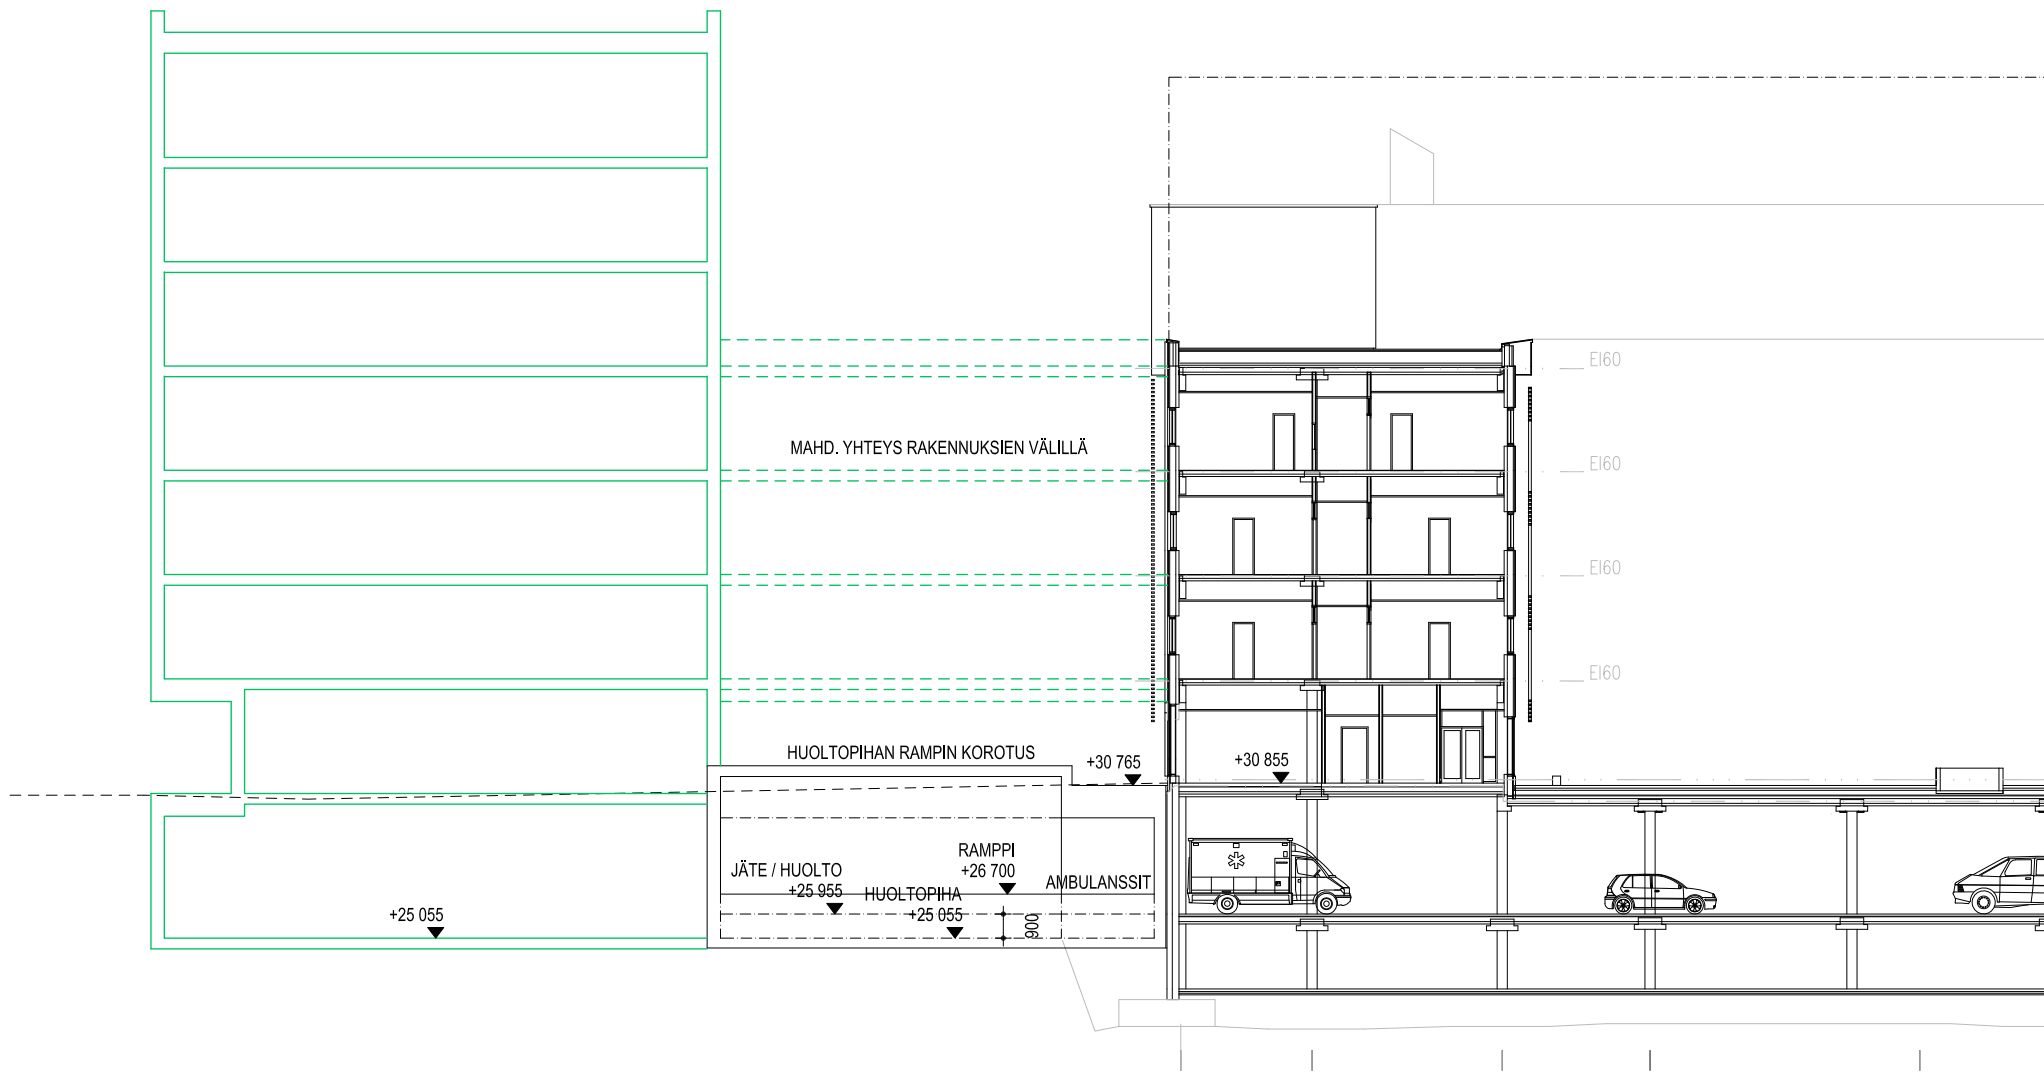 EI60
MAHD. YHTEYS RAKENNUKSIEN VÄLILLÄ
EI60
EI60
EI60
HUOLTOPIHAN RAMPIN KOROTUS
+30 765
+30 855
RAMPPI
+26 700
JÄTE / HUOLTO
+25 955
HUOLTOPIHA
+25 055
AMBULANSSIT
900
+25 055